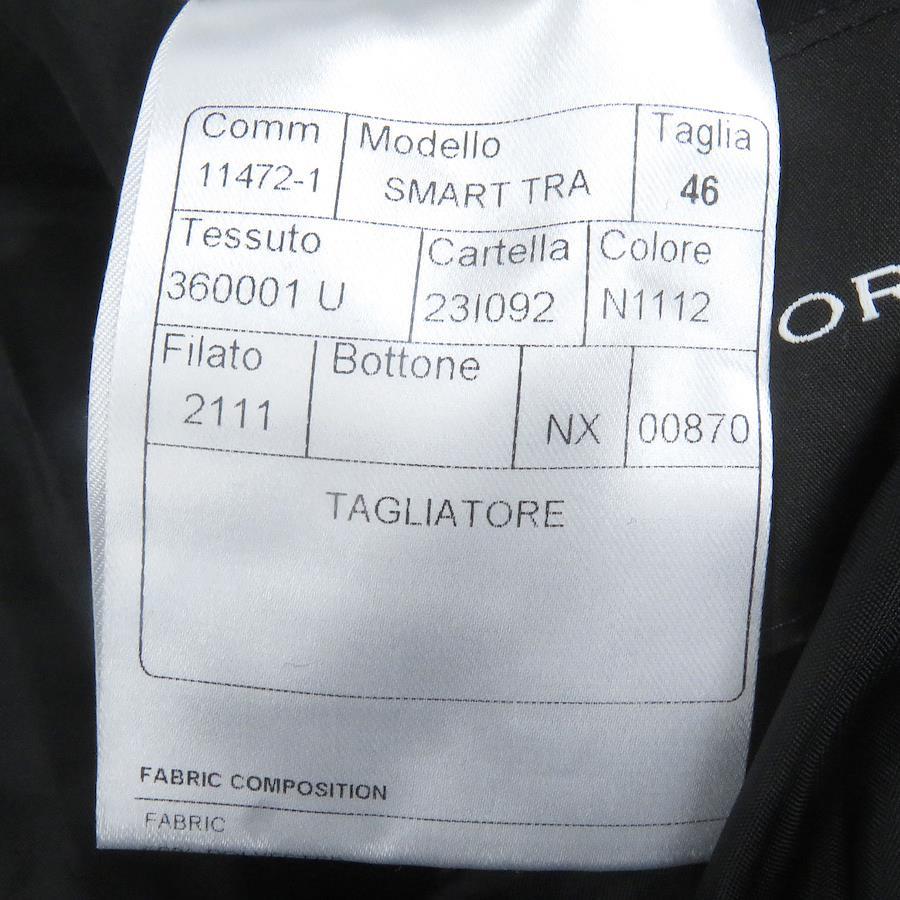 Comm Modello Taglia
11472-1 SMART TRA 46
Tessuto Cartella Colore
360001 U 23I092 N1112
Filato Bottone
2111 NX 00870
TAGLIATORE
OR
FABRIC COMPOSITION
FABRIC